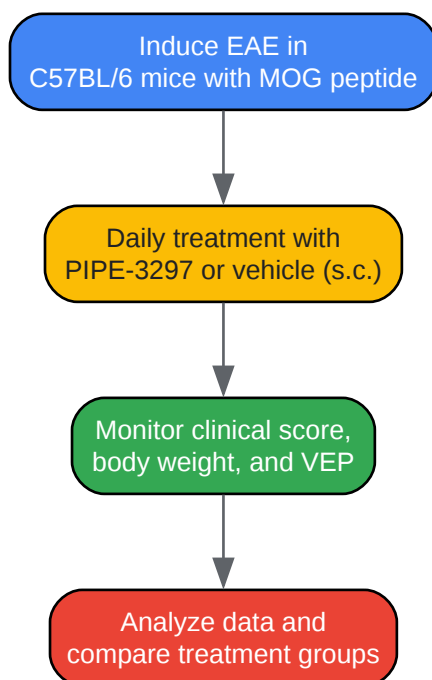 Induce EAE in
C57BL/6 mice with MOG peptide
Daily treatment with
PIPE-3297 or vehicle (s.c.)
Monitor clinical score,
body weight, and VEP
Analyze data and
compare treatment groups